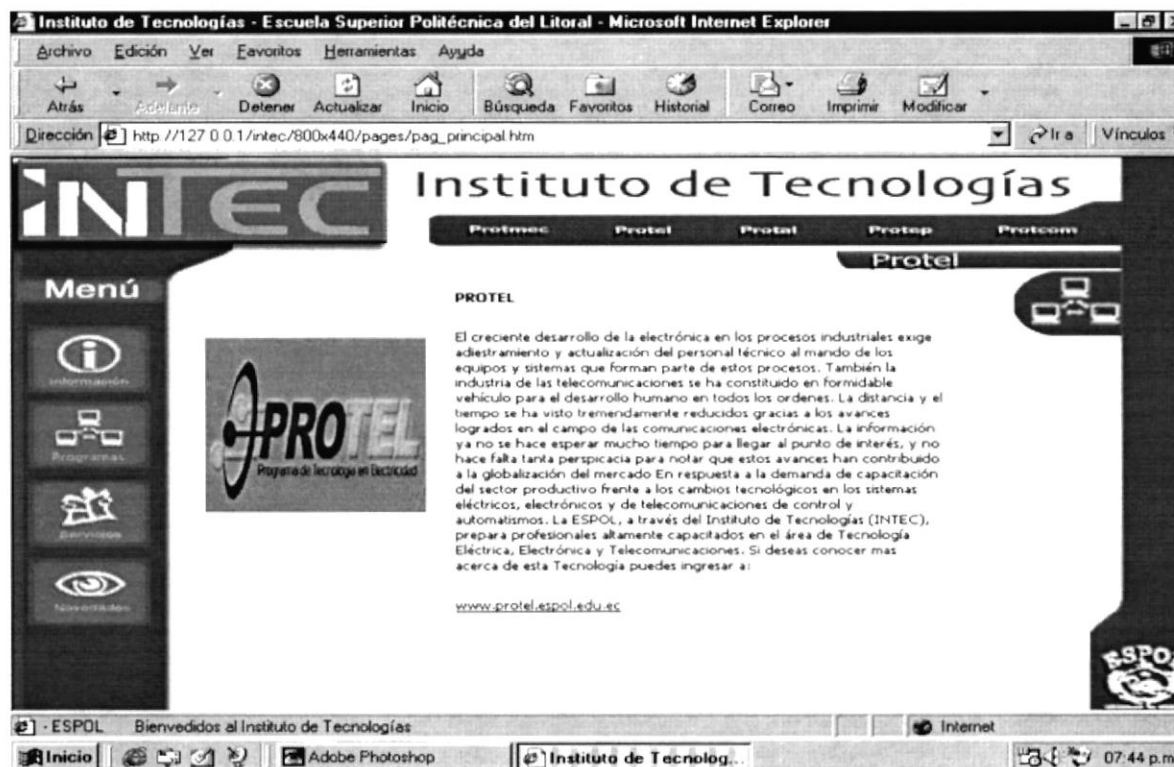 Instituto de Tecnologías - Escuela Superior Politécnica del Litoral - Microsoft Internet Explorer
Archivo Edición Ver Favoritos Herramientas Ayuda
Atrás Adelante Detener Actualizar Inicio Búsqueda Favoritos Historial Correo Imprimir Modificar
Dirección http://127.0.0.1/intec/800x440/pages/pag_principal.htm Ir a Vínculos
INTEC Instituto de Tecnologías
Protmec Protel Protal Protep Protcom
Protel
Menú
Información
Programas
Servicios
Novedades
PROTEL
Programa de Tecnologia en Electricidad
PROTEL
El creciente desarrollo de la electrónica en los procesos industriales exige
adiestramiento y actualización del personal técnico al mando de los
equipos y sistemas que forman parte de estos procesos. También la
industria de las telecomunicaciones se ha constituido en formidable
vehículo para el desarrollo humano en todos los ordenes. La distancia y el
tiempo se ha visto tremendamente reducidos gracias a los avances
logrados en el campo de las comunicaciones electrónicas. La información
ya no se hace esperar mucho tiempo para llegar al punto de interés, y no
hace falta tanta perspicacia para notar que estos avances han contribuido
a la globalización del mercado En respuesta a la demanda de capacitación
del sector productivo frente a los cambios tecnológicos en los sistemas
eléctricos, electrónicos y de telecomunicaciones de control y
automatismos. La ESPOL, a través del Instituto de Tecnologías (INTEC),
prepara profesionales altamente capacitados en el área de Tecnología
Eléctrica, Electrónica y Telecomunicaciones. Si deseas conocer mas
acerca de esta Tecnología puedes ingresar a:
www.protel.espol.edu.ec
ESPO
- ESPOL Bienvedidos al Instituto de Tecnologías Internet
Inicio Adobe Photoshop Instituto de Tecnolog... 07:44 p.m.